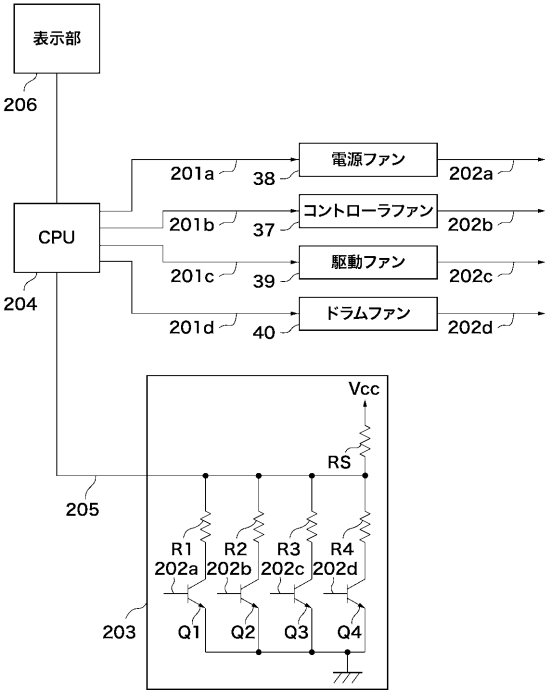 表示部
206
電源ファン
201a
38
202a
コントローラファン
CPU
201b
37
202b
駆動ファン
204
201c
39
202c
ドラムファン
201d
40
202d
Vcc
RS
205
R1
R2
R3
R4
202a
202b
202c
202d
203
Q1
Q2
Q3
Q4